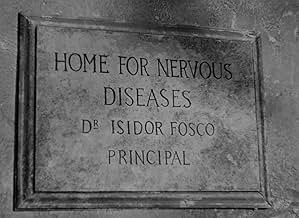 HOME FOR NERVOUS
DISEASES
DR ISIDOR FOSCO
PRINCIPAL